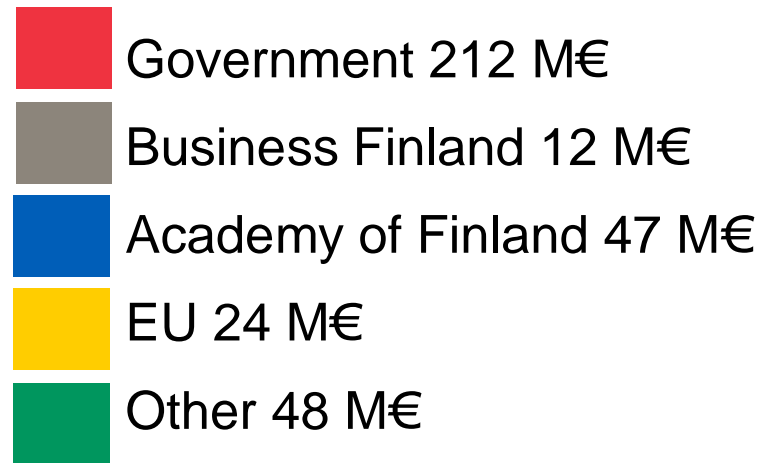 Government 212 M€
Business Finland 12 M€
Academy of Finland 47 M€
EU 24 M€
Other 48 M€